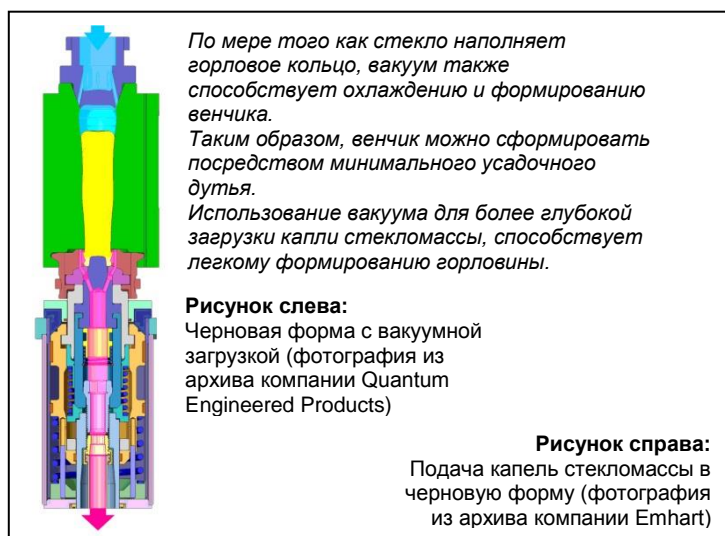 По мере того как стекло наполняет
горловое кольцо, вакуум также
способствует охлаждению и формированию
венчика.
Таким образом, венчик можно сформировать
посредством минимального усадочного
дутья.
Использование вакуума для более глубокой
загрузки капли стекломассы, способствует
легкому формированию горловины.
Рисунок слева:
Черновая форма с вакуумной
загрузкой (фотография из
архива компании Quantum
Engineered Products)
Рисунок справа:
Подача капель стекломассы в
черновую форму (фотография
из архива компании Emhart)